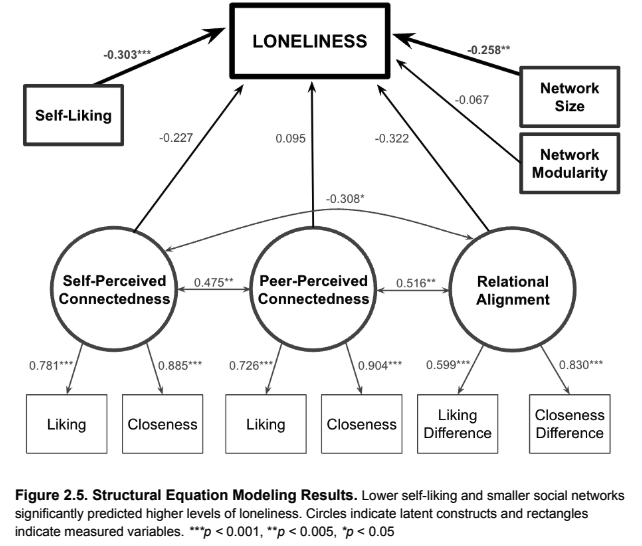 LONELINESS
-0.303***
-0.258**
Self-Liking
Network
Size
-0.067
Network
Modularity
-0.227
0.095
-0.322
-0.308*
Self-Perceived
Connectedness
0.475**
Peer-Perceived
Connectedness
0.516**
Relational
Alignment
0.781***
0.885***
0.726***
0.904***
0.599***
0.830***
Liking
Closeness
Liking
Closeness
Liking
Difference
Closeness
Difference
Figure 2.5. Structural Equation Modeling Results. Lower self-liking and smaller social networks
significantly predicted higher levels of loneliness. Circles indicate latent constructs and rectangles
indicate measured variables. ***p < 0.001, **p < 0.005, *p < 0.05